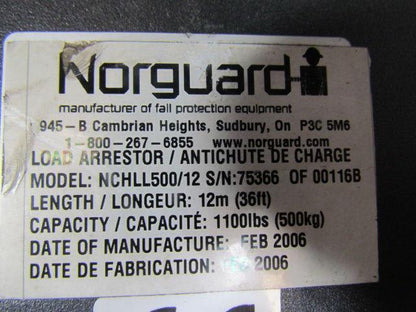 Norguard
manufacturer of fall protection equipment
945-B Cambrian Heights, Sudbury, On P3C 5M6
1-800-267-6855 www.norguard.com
LOAD ARRESTOR / ANTICHUTE DE CHARGE
MODEL: NCHLL500/12 S/N:75366 OF 00116B
LENGTH / LONGEUR: 12m (36ft)
CAPACITY / CAPACITÉ: 1100lbs (500kg)
DATE OF MANUFACTURE: FEB 2006
DATE DE FABRICATION: 2006